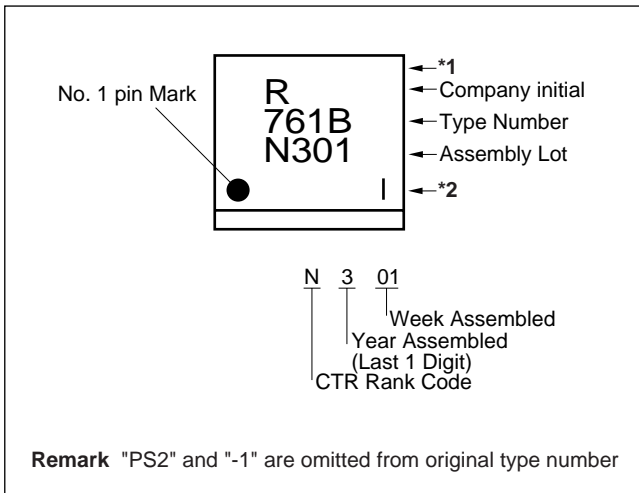 *1
No. 1 pin Mark
R
Company initial
761B
Type Number
N301
Assembly Lot
*2
N 3 01
Week Assembled
Year Assembled
(Last 1 Digit)
CTR Rank Code
Remark "PS2" and "-1" are omitted from original type number